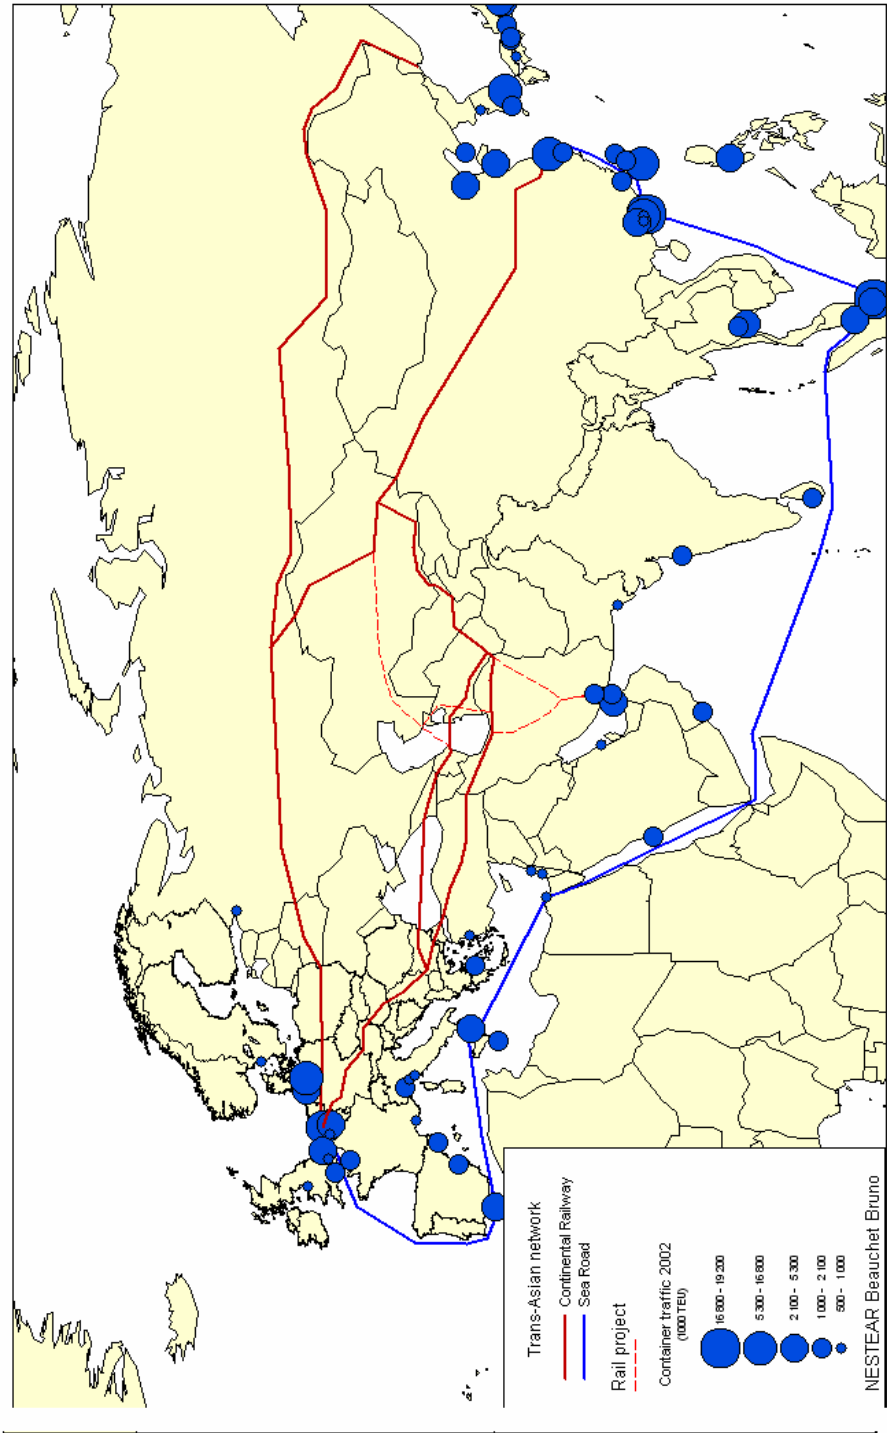 Trans-Asian network
Continental Railway
Sea Road
Rail project
Container traffic 2002
(1000 TEU)
16 800 - 19 200
5 300 - 16 800
2 100 - 5 300
1 000 - 2 100
500 - 1 000
NESTEAR Beauchet Bruno